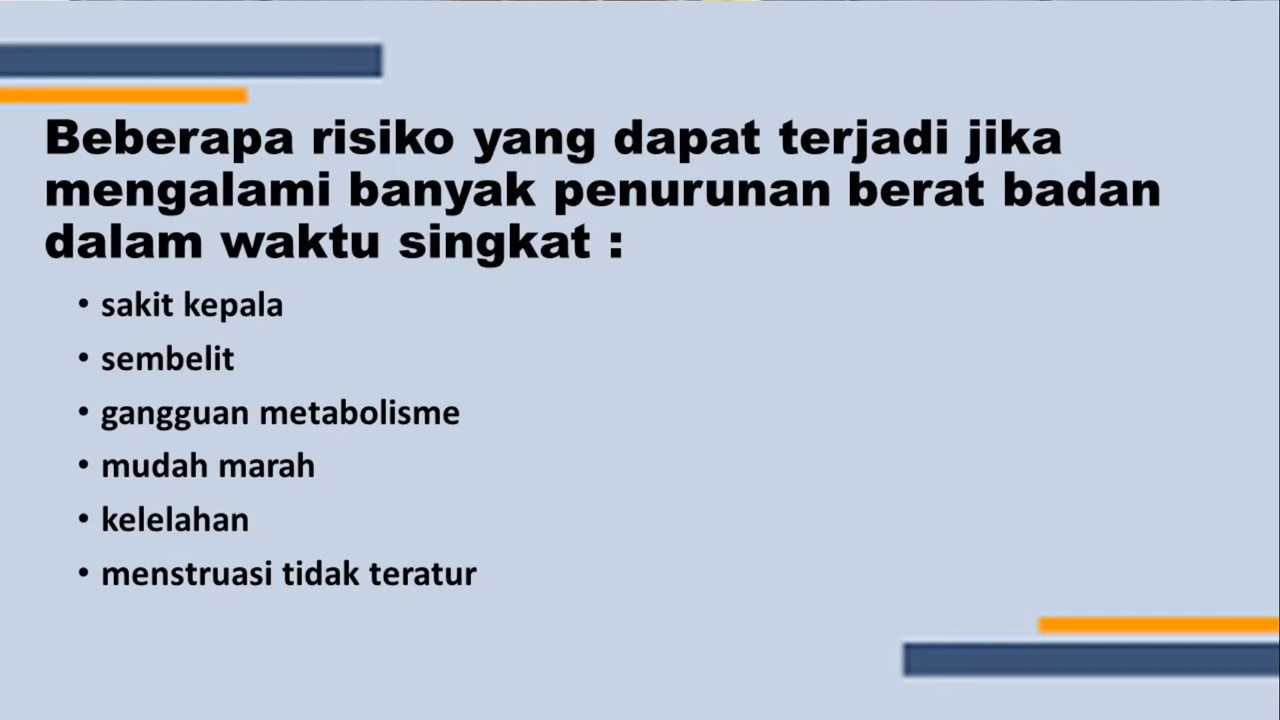 Beberapa risiko yang dapat terjadi jika
mengalami banyak penurunan berat badan
dalam waktu singkat :
• sakit kepala
• sembelit
• gangguan metabolisme
• mudah marah
• kelelahan
• menstruasi tidak teratur